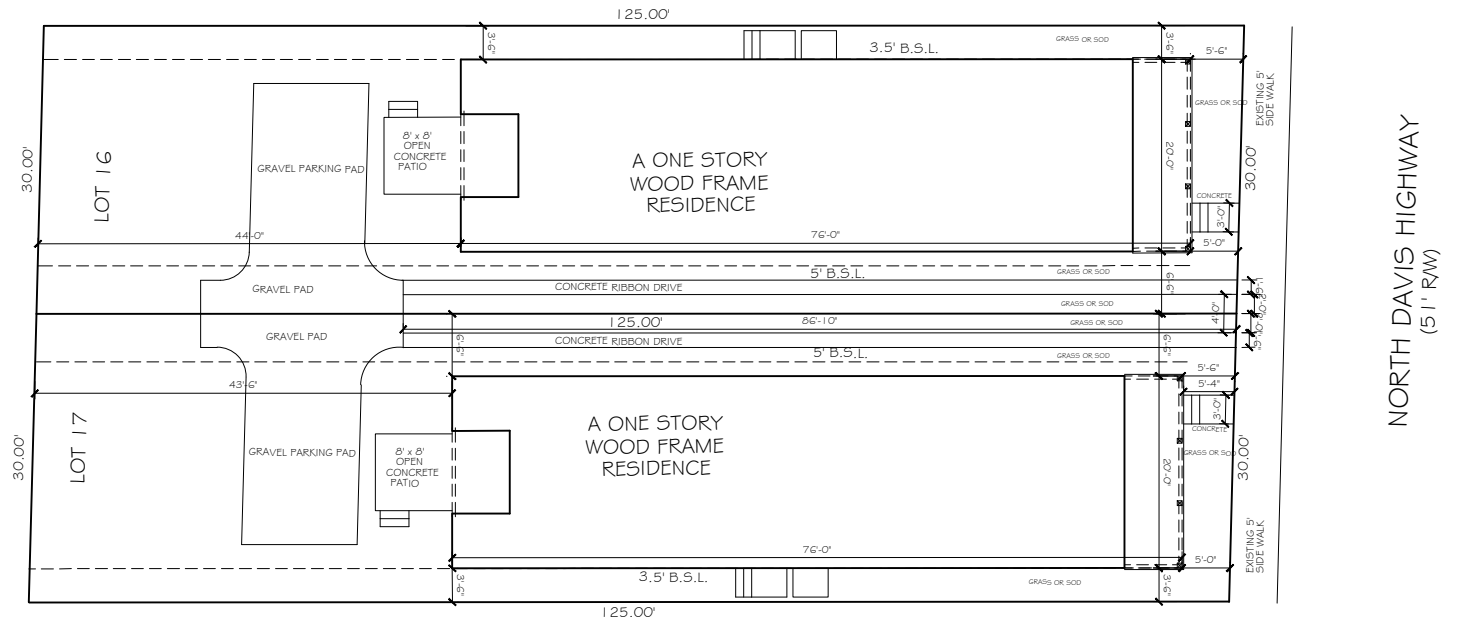 125.00'
3'-6"
3.5' B.S.L.
GRASS OR SOD
3'-6"
5'-6"
EXISTING 5'
SIDE WALK
GRASS OR SOD
30.00'
LOT 16
GRAVEL PARKING PAD
8' x 8'
OPEN
CONCRETE
PATIO
A ONE STORY
WOOD FRAME
RESIDENCE
20'-0"
30.00'
CONCRETE
3'-0"
44'-0"
76'-0"
5'-0"
5' B.S.L.
GRASS OR SOD
6'-6"
GRAVEL PAD
CONCRETE RIBBON DRIVE
GRASS OR SOD
4'-0"
125.00'
86'-10"
GRASS OR SOD
GRAVEL PAD
CONCRETE RIBBON DRIVE
6'-6"
6'-6"
5' B.S.L.
GRASS OR SOD
43'-6"
5'-6"
5'-4"
3'-0"
CONCRETE
GRASS OR SOD
30.00'
LOT 17
GRAVEL PARKING PAD
8' x 8'
OPEN
CONCRETE
PATIO
A ONE STORY
WOOD FRAME
RESIDENCE
20'-0"
30.00'
76'-0"
5'-0"
EXISTING 5'
SIDE WALK
3'-6"
3.5' B.S.L.
GRASS OR SOD
3'-6"
125.00'
NORTH DAVIS HIGHWAY
(51' R/W)